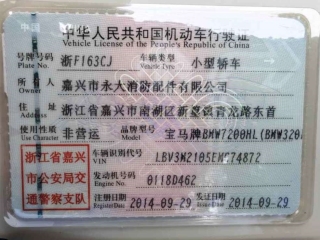 中华人民共和国机动车行驶证
Vehicle License of the People's Republic of China
号牌号码 浙F163CJ 车辆类型 小型轿车
Plate No. Vehicle Type
所有人 嘉兴市永大消防配件有限公司
Owner
住址 浙江省嘉兴市南湖区新嘉街
Address
使用性质 非营运 品牌型号 宝马牌BMW7200HL(BMW320
Use Character Model
浙江省嘉兴市公安局交通警察支队
车辆识别代号
VIN
发动机号码 0118D462
Engine No.
注册日期 2014-09-29 发证日期 2014-09-29
Register Date Issue Date